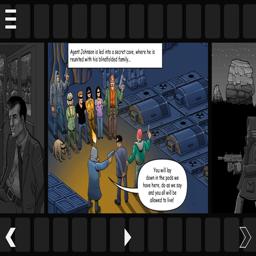 Agent Johnson is led into a secret cave, where he is
reunited with his blindfolded family...
You will lay
down in the pods we
have here, do as we say
and you all will be
allowed to live!